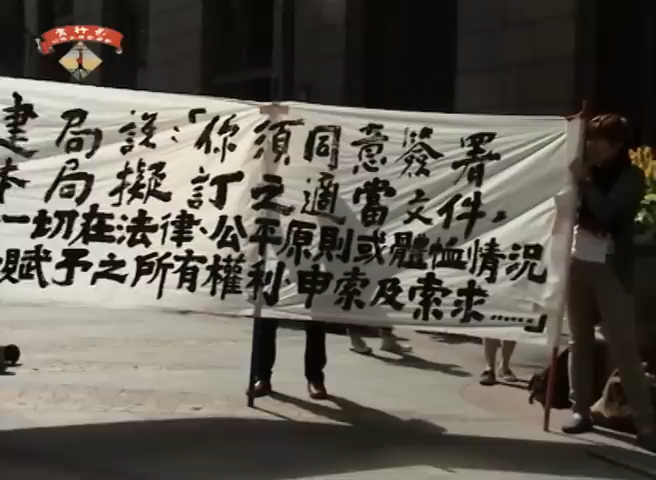 建局說:「你須同意簽署
本局擬訂之適當文件,
一切在法律、公平原則或體恤情況
賦予之所有權利、申索及索求......」